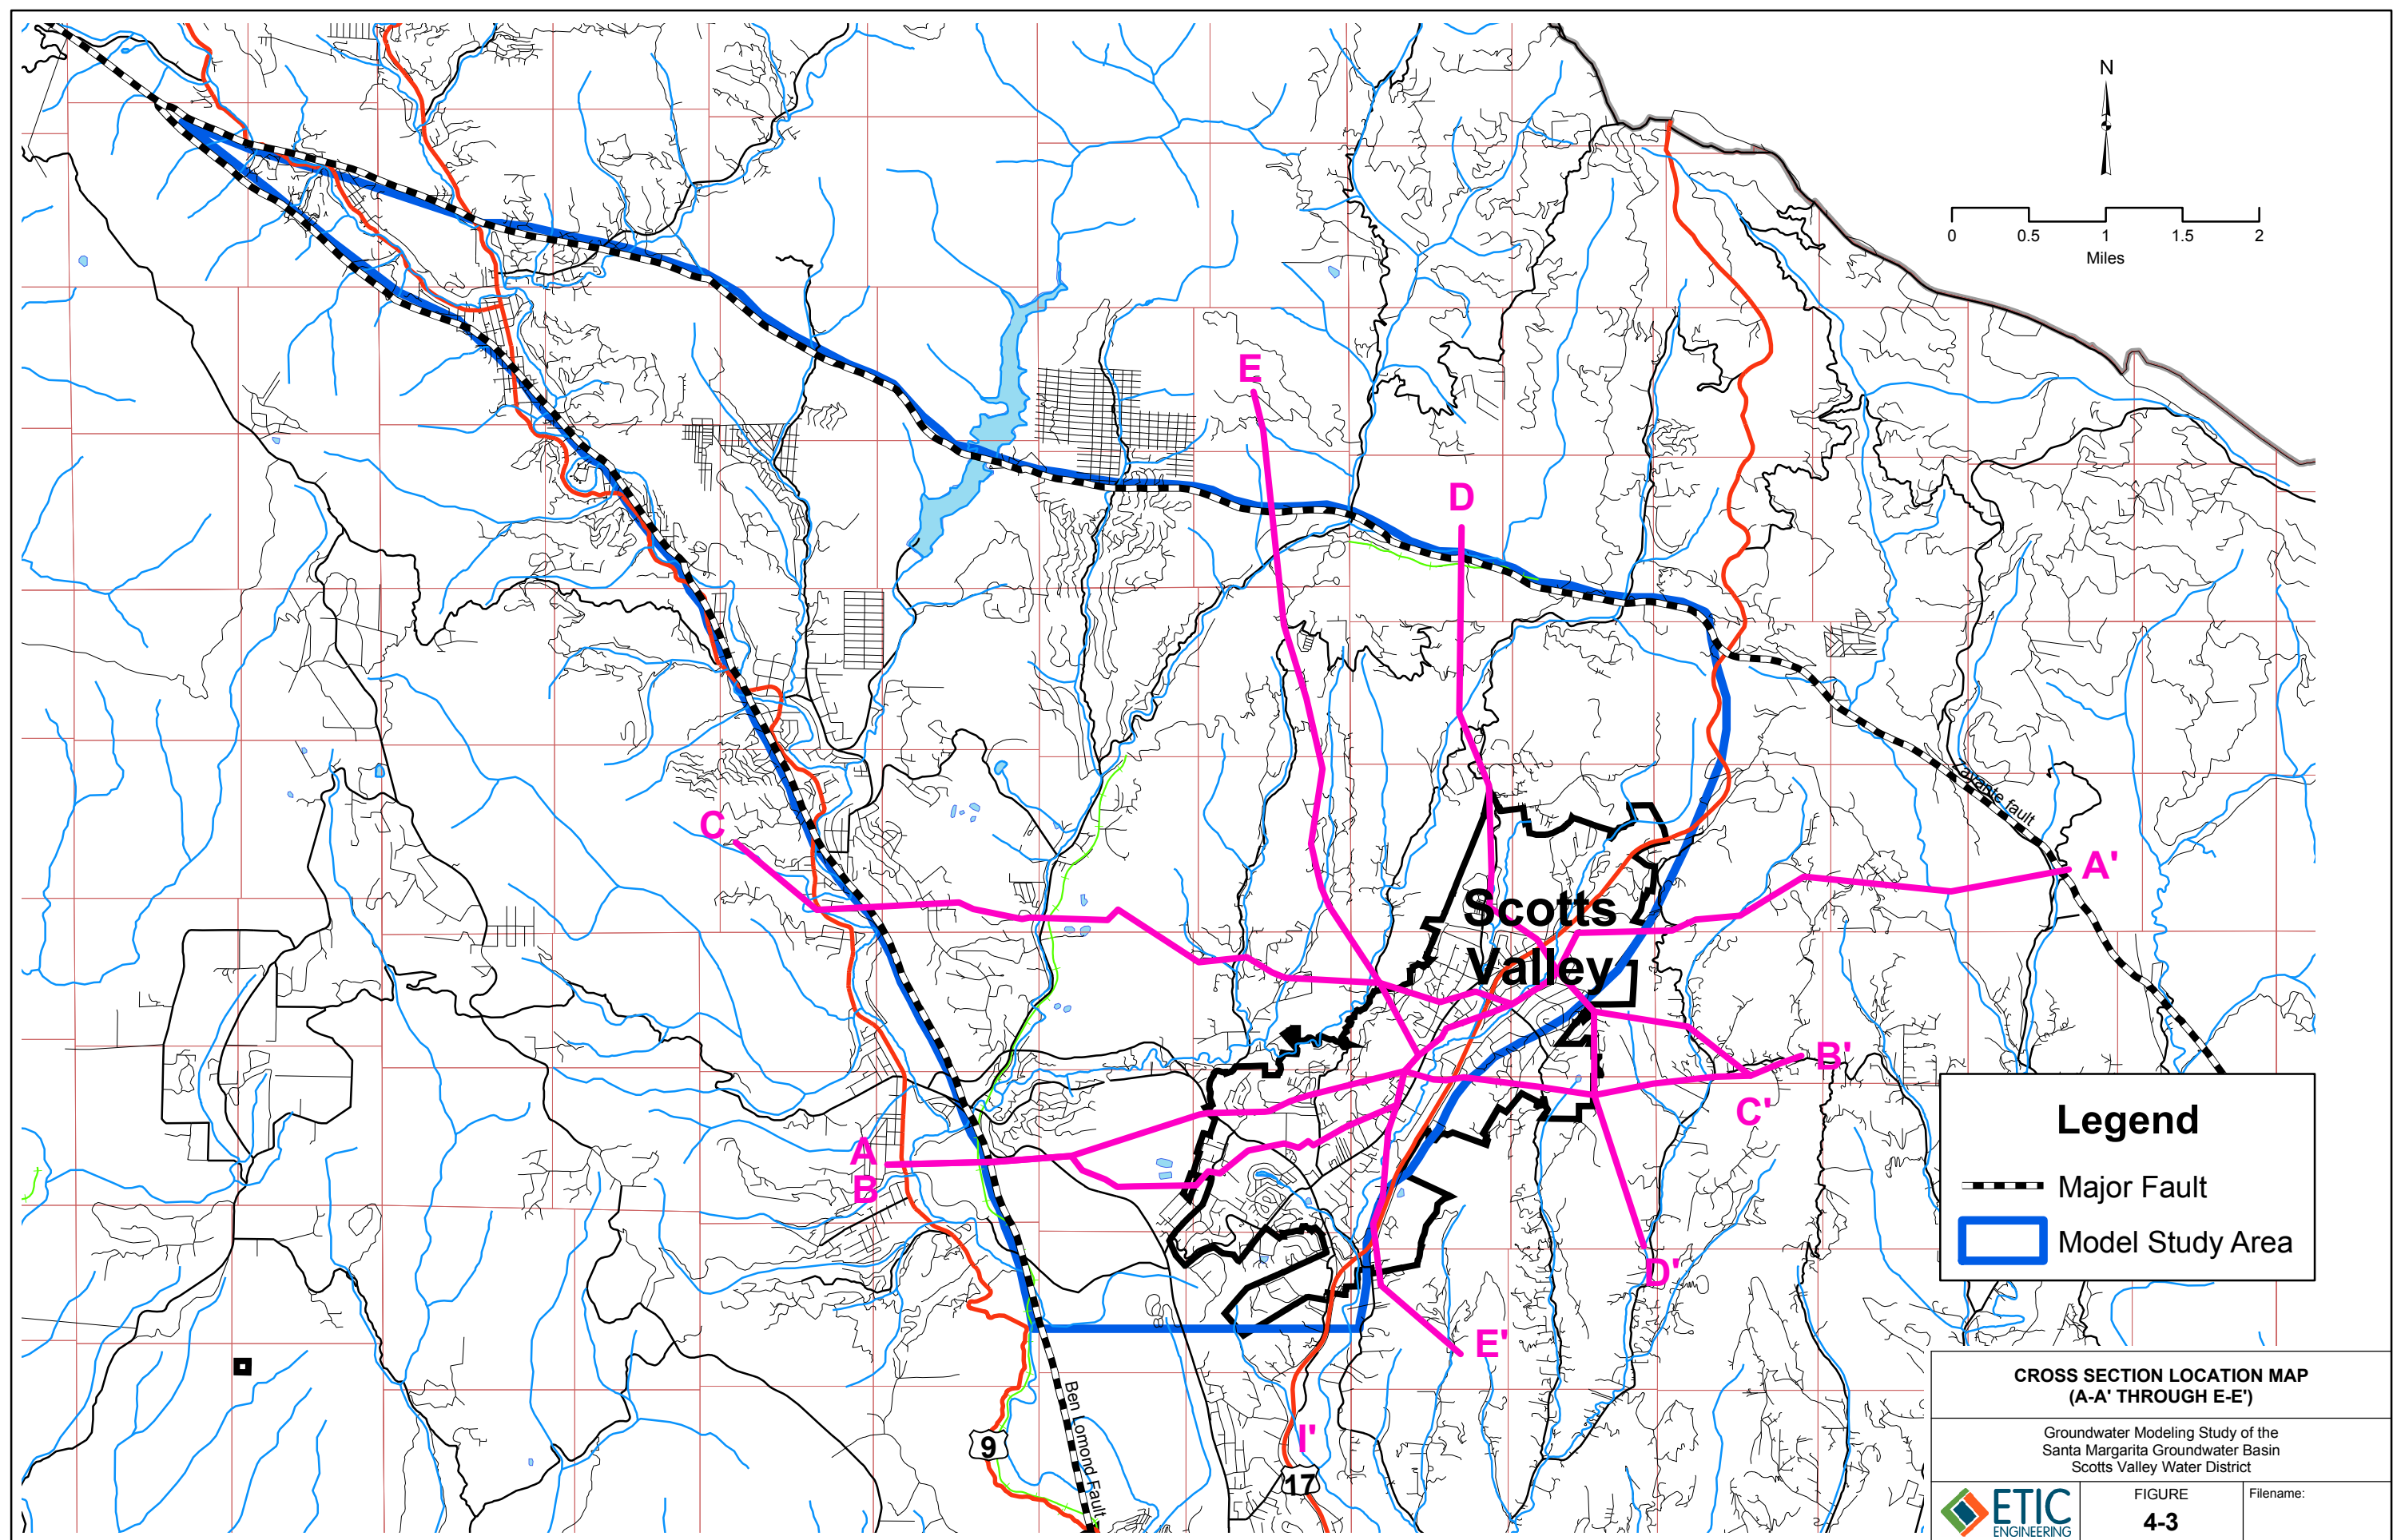 N
0 0.5 1 1.5 2
Miles
E
D
C
Zayante fault
A'
Scotts
Valley
B'
C'
A
B
D'
E'
I'
Ben Lomond Fault
9
17
Legend
Major Fault
Model Study Area
CROSS SECTION LOCATION MAP
(A-A' THROUGH E-E')
Groundwater Modeling Study of the
Santa Margarita Groundwater Basin
Scotts Valley Water District
ETIC
ENGINEERING
FIGURE
4-3
Filename: